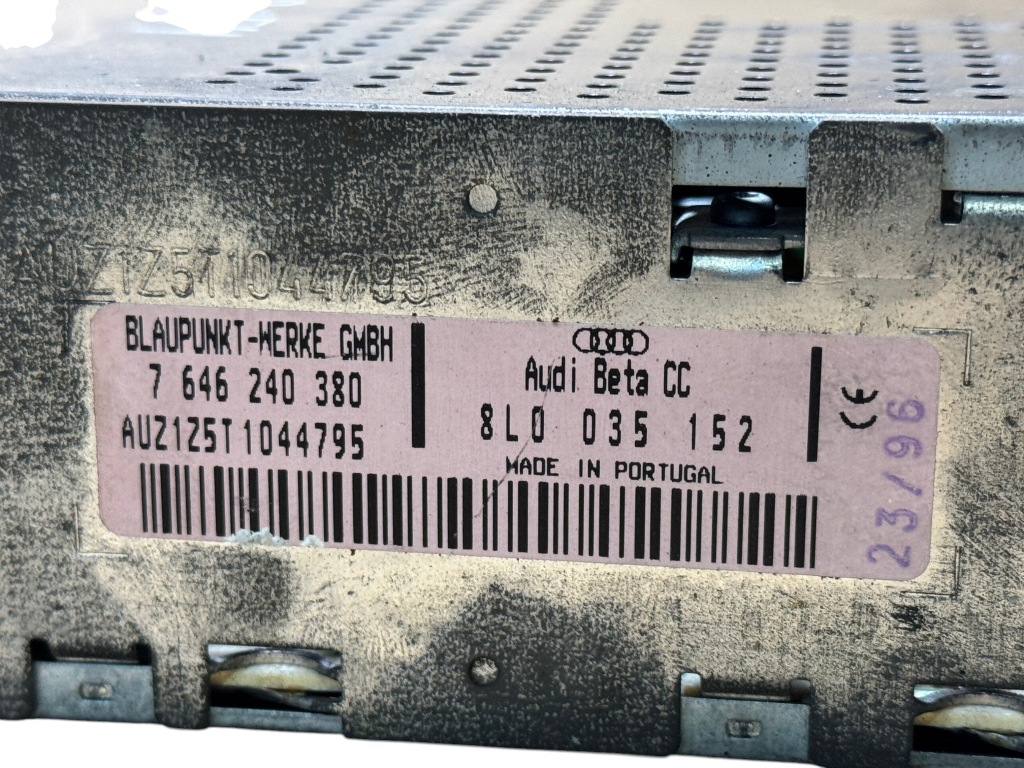 AUZ1Z5T1044795
BLAUPUNKT-WERKE GMBH
7 646 240 380
AUZ1Z5T1044795
Audi Beta CC
8L0 035 152
MADE IN PORTUGAL
CE
23/96